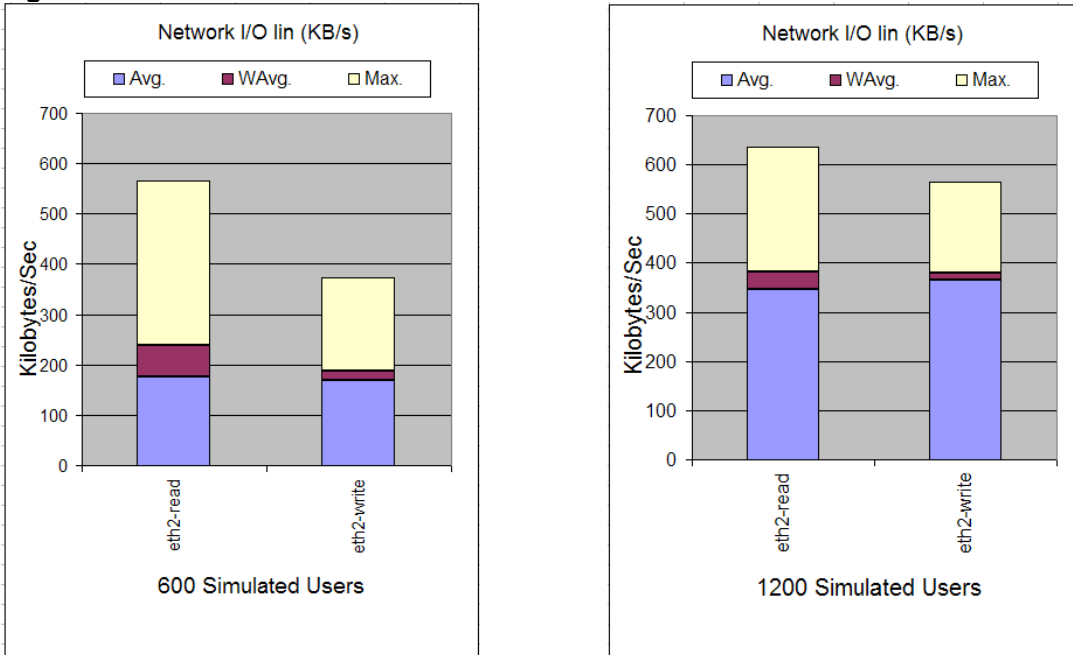 Network I/O lin (KB/s)
Avg. WAvg. Max.
700
600
500
400
300
200
100
0
Kilobytes/Sec
eth2-read
eth2-write
600 Simulated Users
Network I/O lin (KB/s)
Avg. WAvg. Max.
700
600
500
400
300
200
100
0
Kilobytes/Sec
eth2-read
eth2-write
1200 Simulated Users